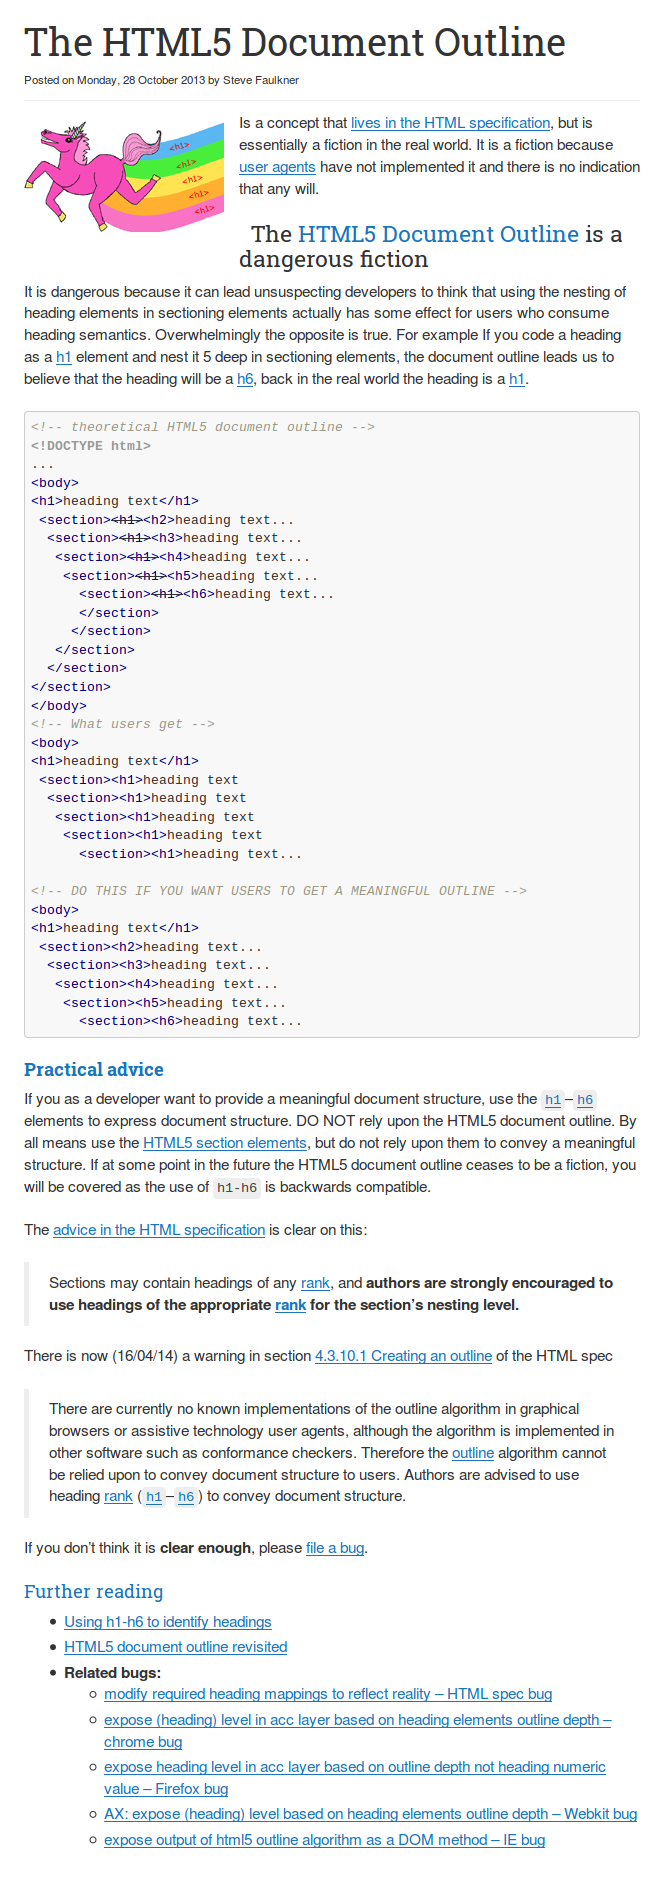 The HTML5 Document Outline
Posted on Monday, 28 October 2013 by Steve Faulkner
<h1>
<h1>
<h1>
<h1>
<h1>
Is a concept that lives in the HTML specification, but is
essentially a fiction in the real world. It is a fiction because
user agents have not implemented it and there is no indication
that any will.
The HTML5 Document Outline is a
dangerous fiction
It is dangerous because it can lead unsuspecting developers to think that using the nesting of
heading elements in sectioning elements actually has some effect for users who consume
heading semantics. Overwhelmingly the opposite is true. For example If you code a heading
as a h1 element and nest it 5 deep in sectioning elements, the document outline leads us to
believe that the heading will be a h6, back in the real world the heading is a h1.
<!-- theoretical HTML5 document outline -->
<!DOCTYPE html>
...
<body>
<h1>heading text</h1>
<section><h1><h2>heading text...
<section><h1><h3>heading text...
<section><h1><h4>heading text...
<section><h1><h5>heading text...
<section><h1><h6>heading text...
</section>
</section>
</section>
</section>
</section>
</body>
<!-- What users get -->
<body>
<h1>heading text</h1>
<section><h1>heading text
<section><h1>heading text
<section><h1>heading text
<section><h1>heading text
<section><h1>heading text...
<!-- DO THIS IF YOU WANT USERS TO GET A MEANINGFUL OUTLINE -->
<body>
<h1>heading text</h1>
<section><h2>heading text...
<section><h3>heading text...
<section><h4>heading text...
<section><h5>heading text...
<section><h6>heading text...
Practical advice
If you as a developer want to provide a meaningful document structure, use the h1–h6
elements to express document structure. DO NOT rely upon the HTML5 document outline. By
all means use the HTML5 section elements, but do not rely upon them to convey a meaningful
structure. If at some point in the future the HTML5 document outline ceases to be a fiction, you
will be covered as the use of h1-h6 is backwards compatible.
The advice in the HTML specification is clear on this:
Sections may contain headings of any rank, and authors are strongly encouraged to
use headings of the appropriate rank for the section’s nesting level.
There is now (16/04/14) a warning in section 4.3.10.1 Creating an outline of the HTML spec
There are currently no known implementations of the outline algorithm in graphical
browsers or assistive technology user agents, although the algorithm is implemented in
other software such as conformance checkers. Therefore the outline algorithm cannot
be relied upon to convey document structure to users. Authors are advised to use
heading rank (h1–h6) to convey document structure.
If you don’t think it is clear enough, please file a bug.
Further reading
Using h1-h6 to identify headings
HTML5 document outline revisited
Related bugs:
modify required heading mappings to reflect reality – HTML spec bug
expose (heading) level in acc layer based on heading elements outline depth –
chrome bug
expose heading level in acc layer based on outline depth not heading numeric
value – Firefox bug
AX: expose (heading) level based on heading elements outline depth – Webkit bug
expose output of html5 outline algorithm as a DOM method – IE bug